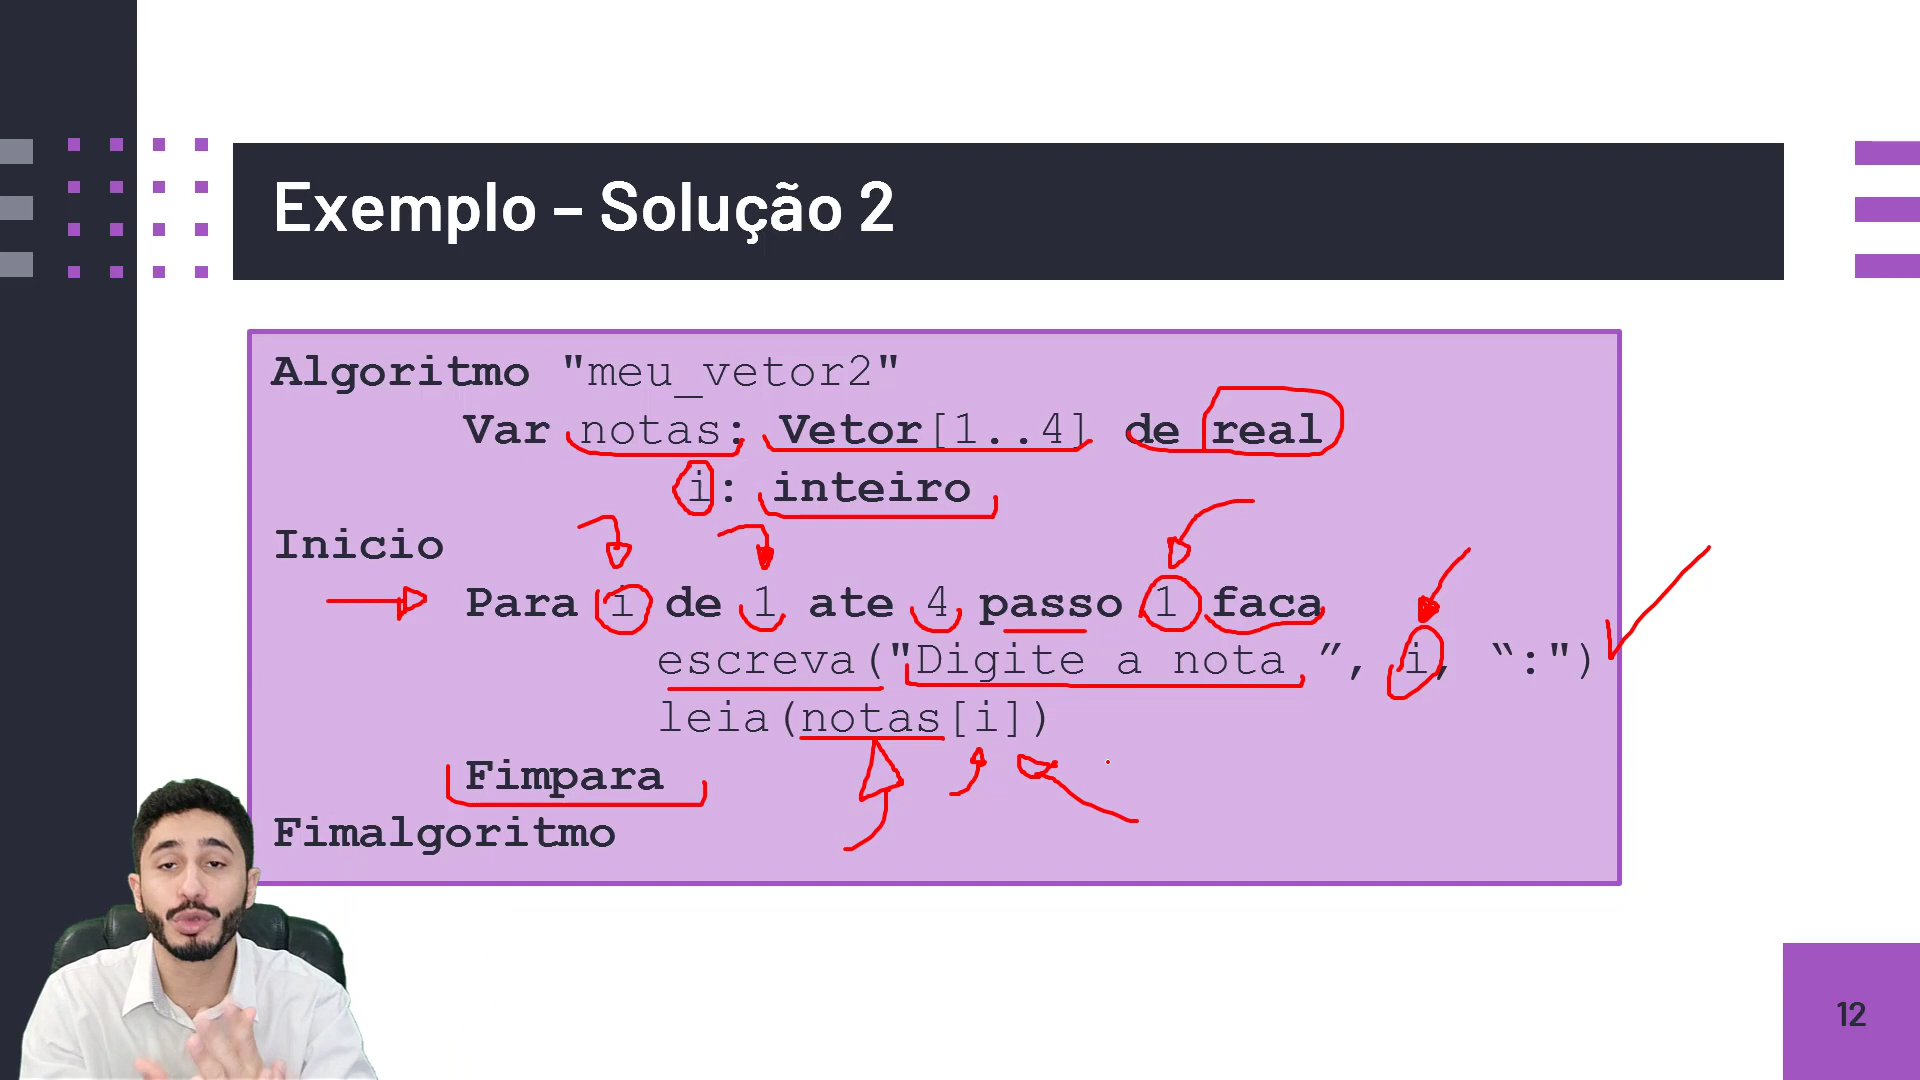 Exemplo – Solução 2
Algoritmo "meu_vetor2"
Var notas: Vetor[1..4] de real
i: inteiro
Inicio
Para i de 1 ate 4 passo 1 faca
escreva("Digite a nota ”, i, “:")
leia(notas[i])
Fimpara
Fimalgoritmo
12